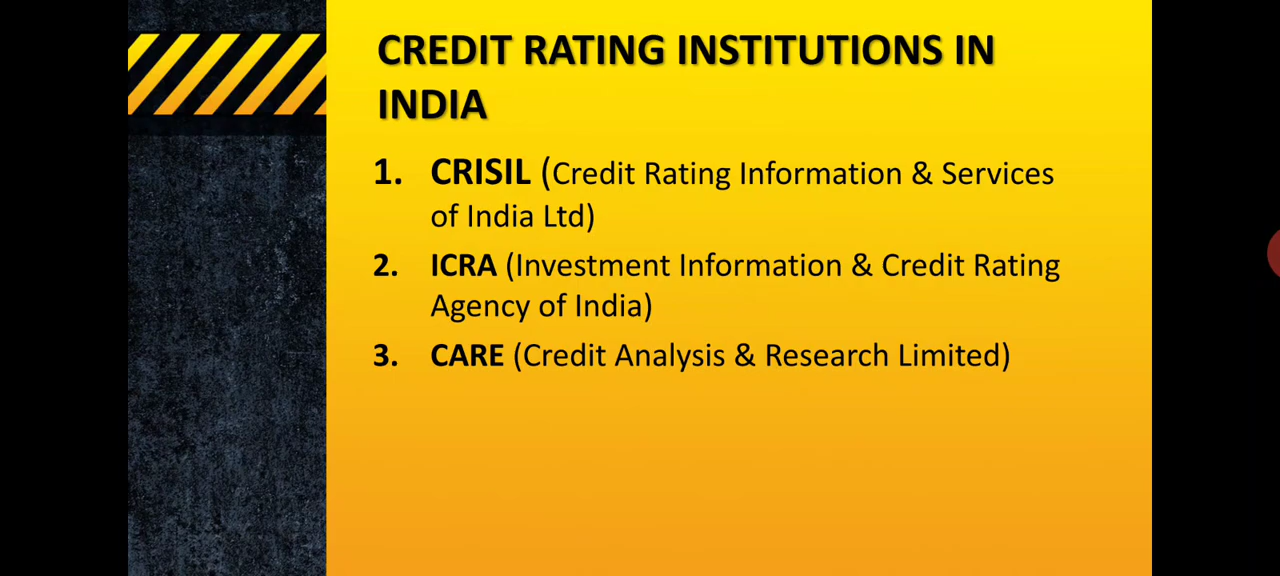 CREDIT RATING INSTITUTIONS IN
INDIA
1. CRISIL (Credit Rating Information & Services
of India Ltd)
2. ICRA (Investment Information & Credit Rating
Agency of India)
3. CARE (Credit Analysis & Research Limited)